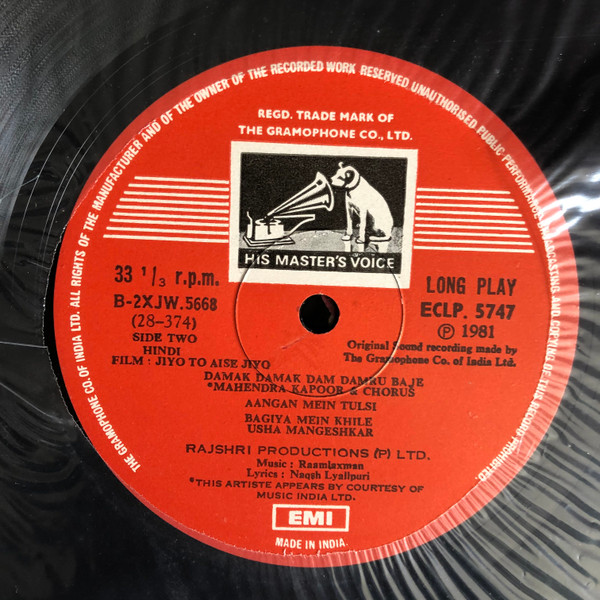 THE GRAMOPHONE CO. OF INDIA LTD. ALL RIGHTS OF THE MANUFACTURER AND OF THE OWNER OF THE RECORDED WORK RESERVED UNAUTHORISED PUBLIC PERFORMANCE, BROADCASTING AND COPYING OF THIS RECORD PROHIBITED.
REGD. TRADE MARK OF
THE GRAMOPHONE CO., LTD.
HIS MASTER'S VOICE
33 1/3 r.p.m.
B-2XJW.5668
(28-374)
SIDE TWO
HINDI
LONG PLAY
ECLP. 5747
℗ 1981
Original Sound recording made by
The Gramophone Co. of India Ltd.
FILM : JIYO TO AISE JIYO
DAMAK DAMAK DAM DAMRU BAJE
*MAHENDRA KAPOOR & CHORUS
AANGAN MEIN TULSI
BAGIYA MEIN KHILE
USHA MANGESHKAR
RAJSHRI PRODUCTIONS (P) LTD.
Music : Raamlaxman
Lyrics : Naqsh Lyallpuri
*THIS ARTISTE APPEARS BY COURTESY OF
MUSIC INDIA LTD.
EMI
MADE IN INDIA.